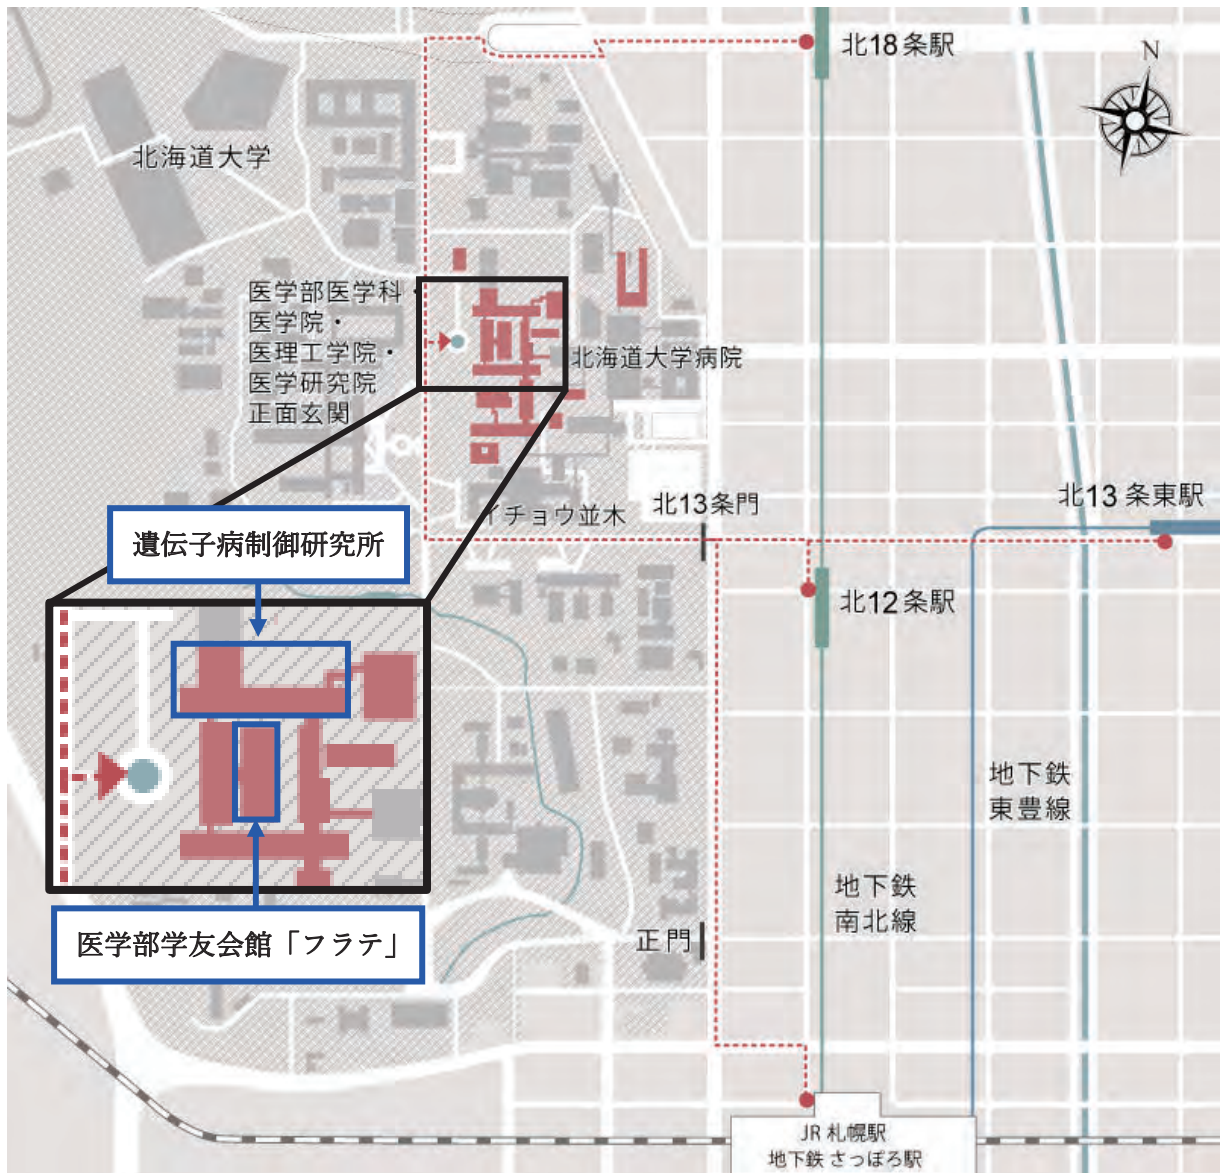 北18条駅
N
北海道大学
医学部医学科・
医学院・
医理工学院・
医学研究院
正面玄関
北海道大学病院
北13条東駅
イチョウ並木
北13条門
遺伝子病制御研究所
北12条駅
地下鉄
東豊線
地下鉄
南北線
正門
医学部学友会館「フラテ」
JR 札幌駅
地下鉄 さっぽろ駅